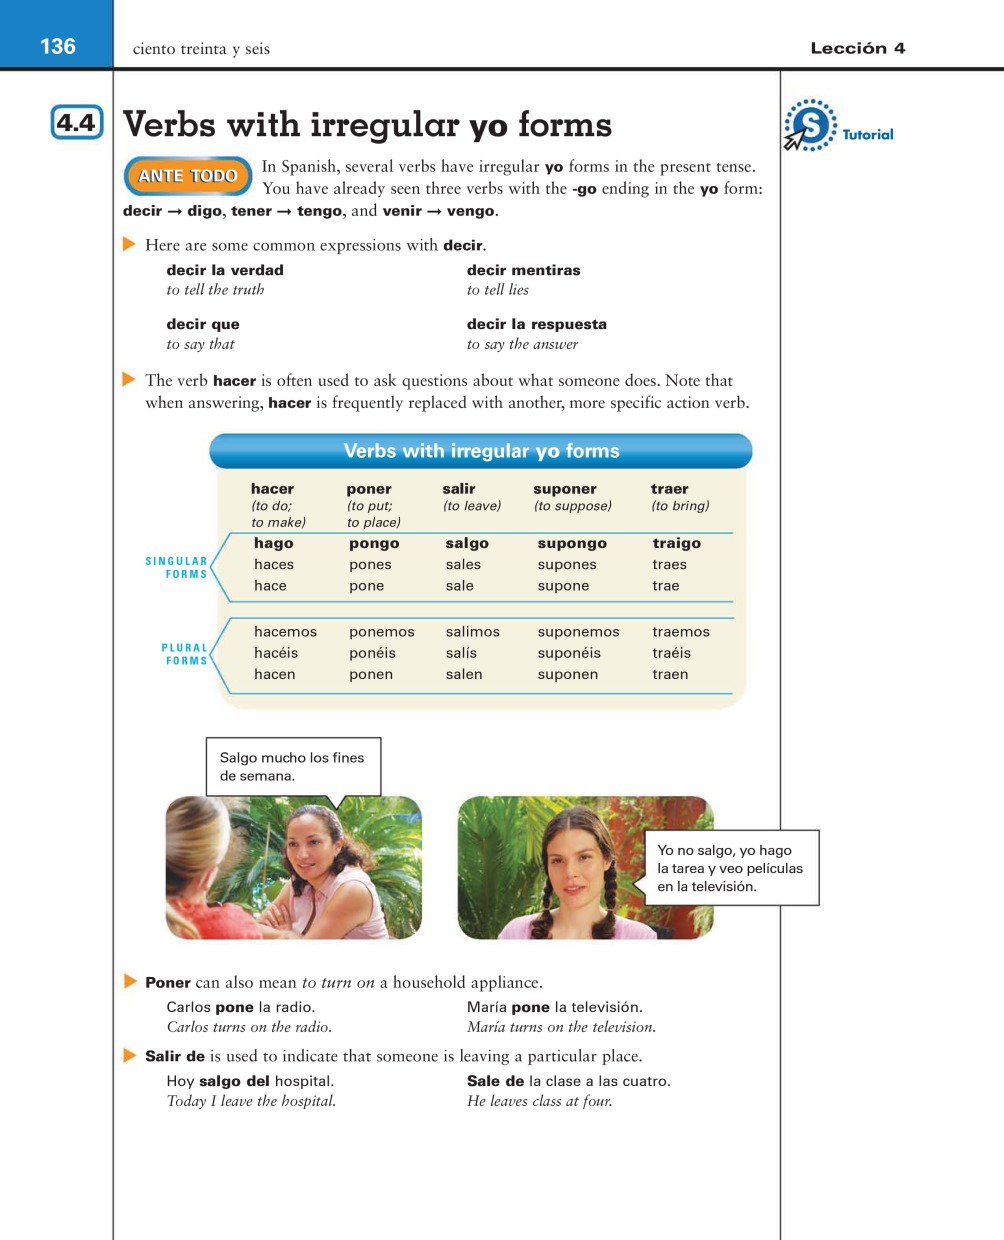 136
ciento treinta y seis
Lección 4
4.4
Verbs with irregular yo forms
S
Tutorial
ANTE TODO
In Spanish, several verbs have irregular yo forms in the present tense.
You have already seen three verbs with the -go ending in the yo form:
decir → digo, tener → tengo, and venir → vengo.
Here are some common expressions with decir.
decir la verdad
to tell the truth
decir mentiras
to tell lies
decir que
to say that
decir la respuesta
to say the answer
The verb hacer is often used to ask questions about what someone does. Note that
when answering, hacer is frequently replaced with another, more specific action verb.
Verbs with irregular yo forms
hacer poner salir suponer traer
(to do; (to put; (to leave) (to suppose) (to bring)
to make) to place)
SINGULAR
FORMS
hago pongo salgo supongo traigo
haces pones sales supones traes
hace pone sale supone trae
PLURAL
FORMS
hacemos ponemos salimos suponemos traemos
hacéis ponéis salís suponéis traéis
hacen ponen salen suponen traen
Salgo mucho los fines
de semana.
Yo no salgo, yo hago
la tarea y veo películas
en la televisión.
Poner can also mean to turn on a household appliance.
Carlos pone la radio.
Carlos turns on the radio.
María pone la televisión.
María turns on the television.
Salir de is used to indicate that someone is leaving a particular place.
Hoy salgo del hospital.
Today I leave the hospital.
Sale de la clase a las cuatro.
He leaves class at four.